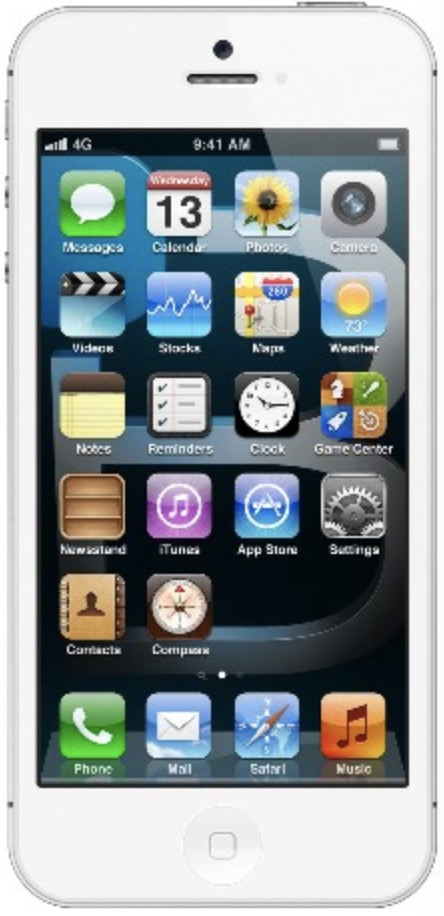 4G 9:41 AM
Wednesday
13
280
73°
Messages Calendar Photos Camera
Videos Stocks Maps Weather
Notes Reminders Clock Game Center
Newsstand iTunes App Store Settings
Contacts Compass
Phone Mail Safari Music